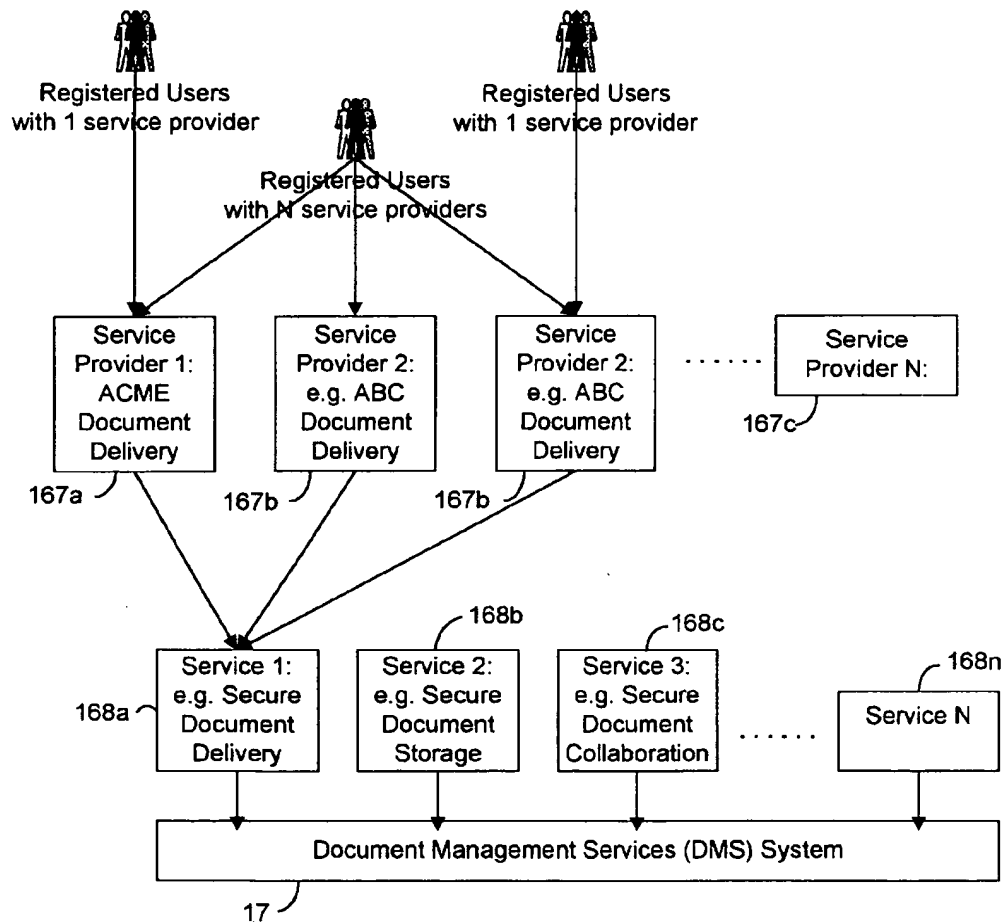 Registered Users
with 1 service provider
Registered Users
with N service providers
Registered Users
with 1 service provider
Service
Provider 1:
ACME
Document
Delivery
167a
Service
Provider 2:
e.g. ABC
Document
Delivery
167b
Service
Provider 2:
e.g. ABC
Document
Delivery
167b
Service
Provider N:
167c
Service 1:
e.g. Secure
Document
Delivery
168a
Service 2:
e.g. Secure
Document
Storage
168b
Service 3:
e.g. Secure
Document
Collaboration
168c
Service N
168n
Document Management Services (DMS) System
17